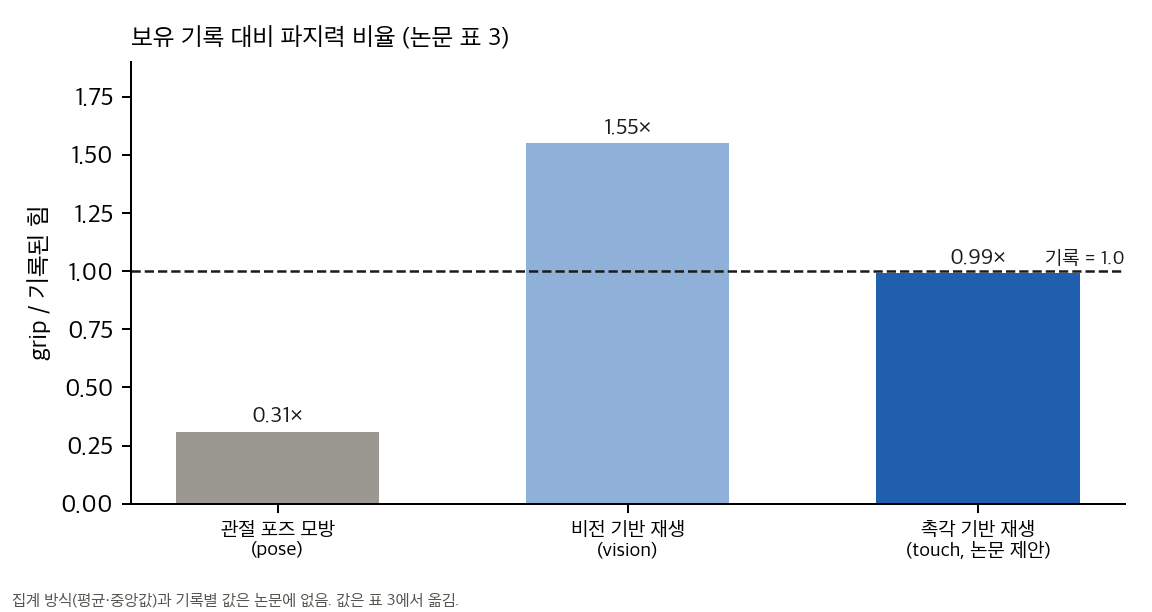 보유 기록 대비 파지력 비율 (논문 표 3)
grip / 기록된 힘
1.75
1.50
1.25
1.00
0.75
0.50
0.25
0.00
0.31×
1.55×
0.99×
기록 = 1.0
관절 포즈 모방
(pose)
비전 기반 재생
(vision)
촉각 기반 재생
(touch, 논문 제안)
집계 방식(평균·중앙값)과 기록별 값은 논문에 없음. 값은 표 3에서 옮김.